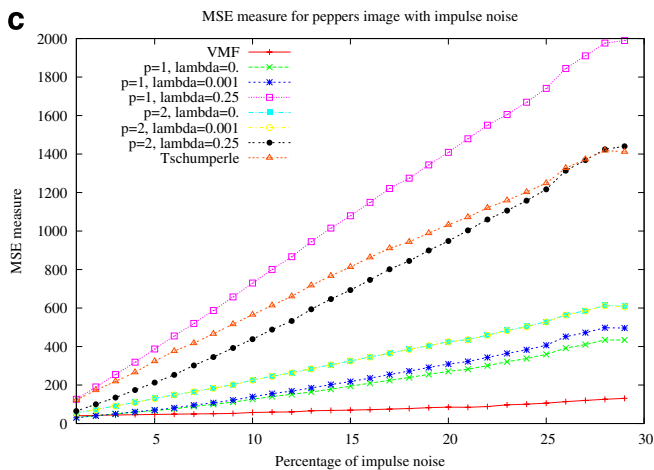 c
MSE measure for peppers image with impulse noise
VMF
p=1, lambda=0.
p=1, lambda=0.001
p=1, lambda=0.25
p=2, lambda=0.
p=2, lambda=0.001
p=2, lambda=0.25
Tschumperle
MSE measure
2000
1800
1600
1400
1200
1000
800
600
400
200
0
5 10 15 20 25 30
Percentage of impulse noise